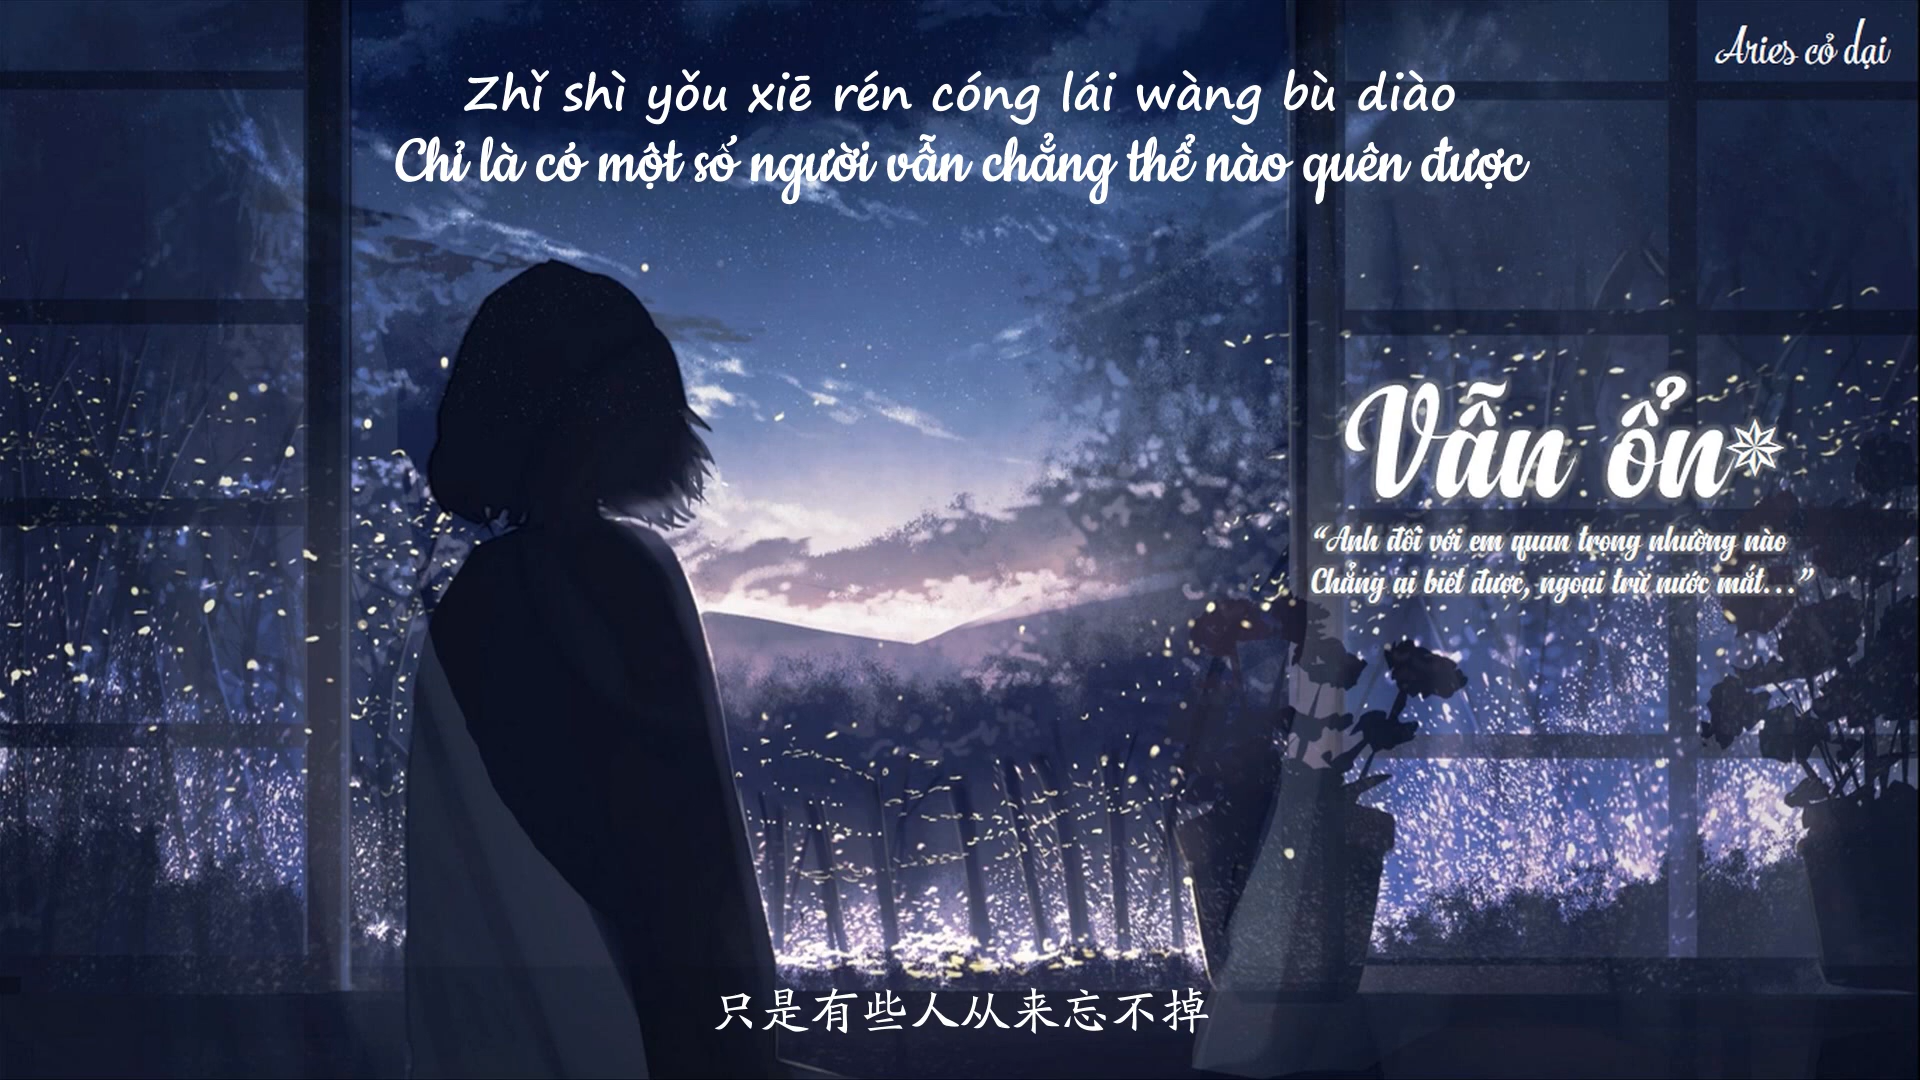 Aries cỏ dại
Zhǐ shì yǒu xiē rén cóng lái wàng bù diào
Chỉ là có một số người vẫn chẳng thể nào quên được
Vẫn ổn
“Anh đối với em quan trọng nhường nào
Chẳng ai biết được, ngoại trừ nước mắt...”
只是有些人从来忘不掉